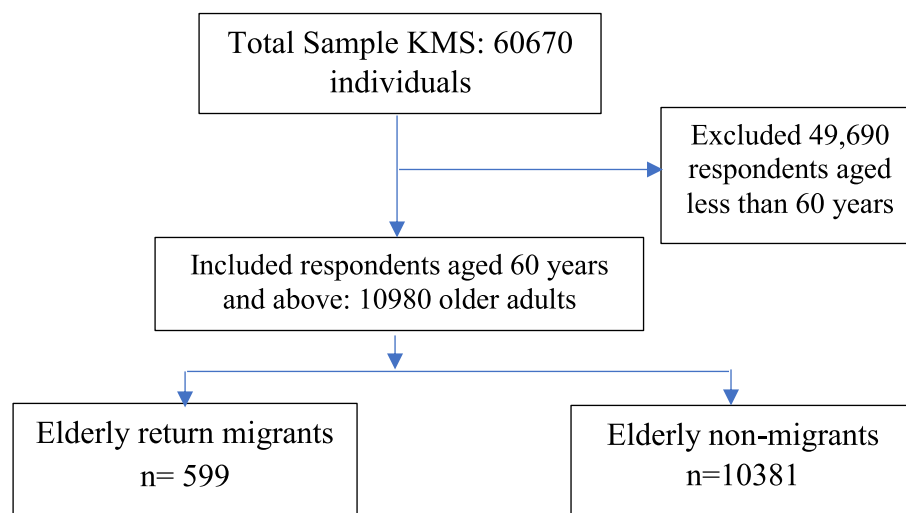 Total Sample KMS: 60670
individuals
Excluded 49,690
respondents aged
less than 60 years
Included respondents aged 60 years
and above: 10980 older adults
Elderly return migrants
n= 599
Elderly non-migrants
n=10381